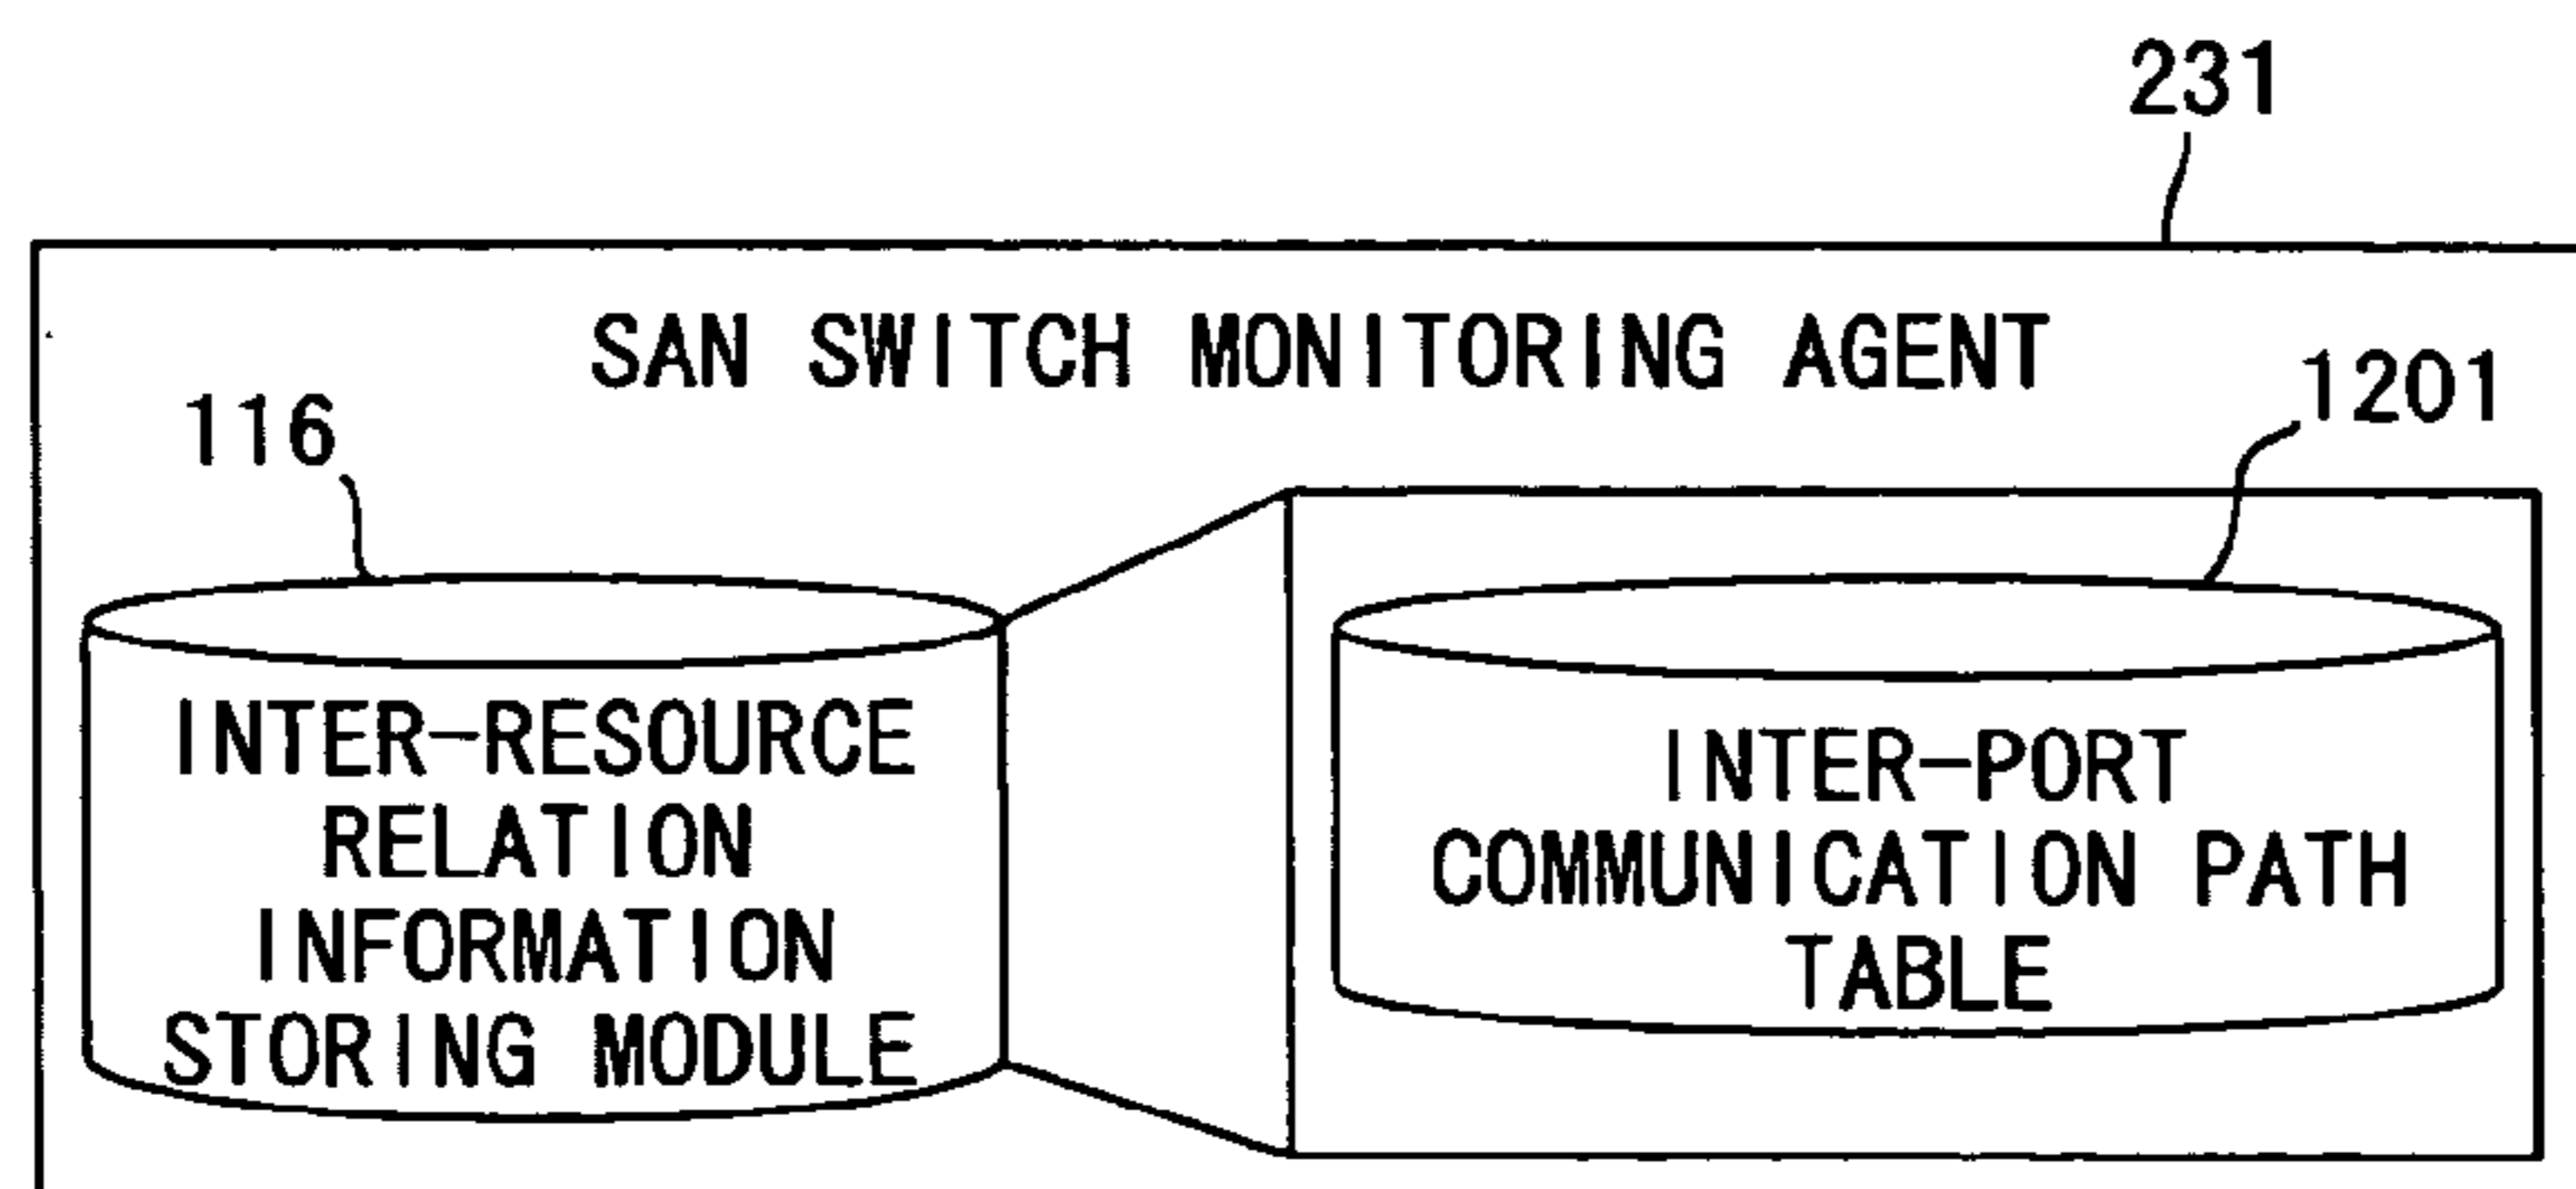 231
SAN SWITCH MONITORING AGENT
116
1201
INTER-RESOURCE
RELATION
INFORMATION
STORING MODULE
INTER-PORT
COMMUNICATION PATH
TABLE